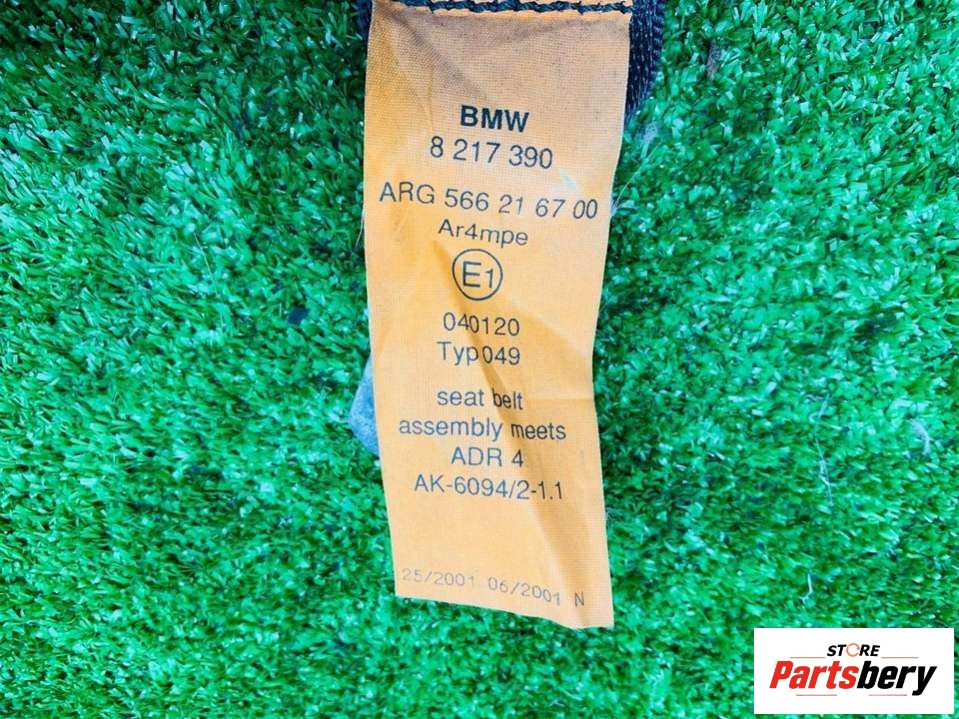 BMW
8 217 390
ARG 566 21 67 00
Ar4mpe
E1
040120
Typ049
seat belt
assembly meets
ADR 4
AK-6094/2-1.1
25/2001 06/2001 N
STORE
Partsbery